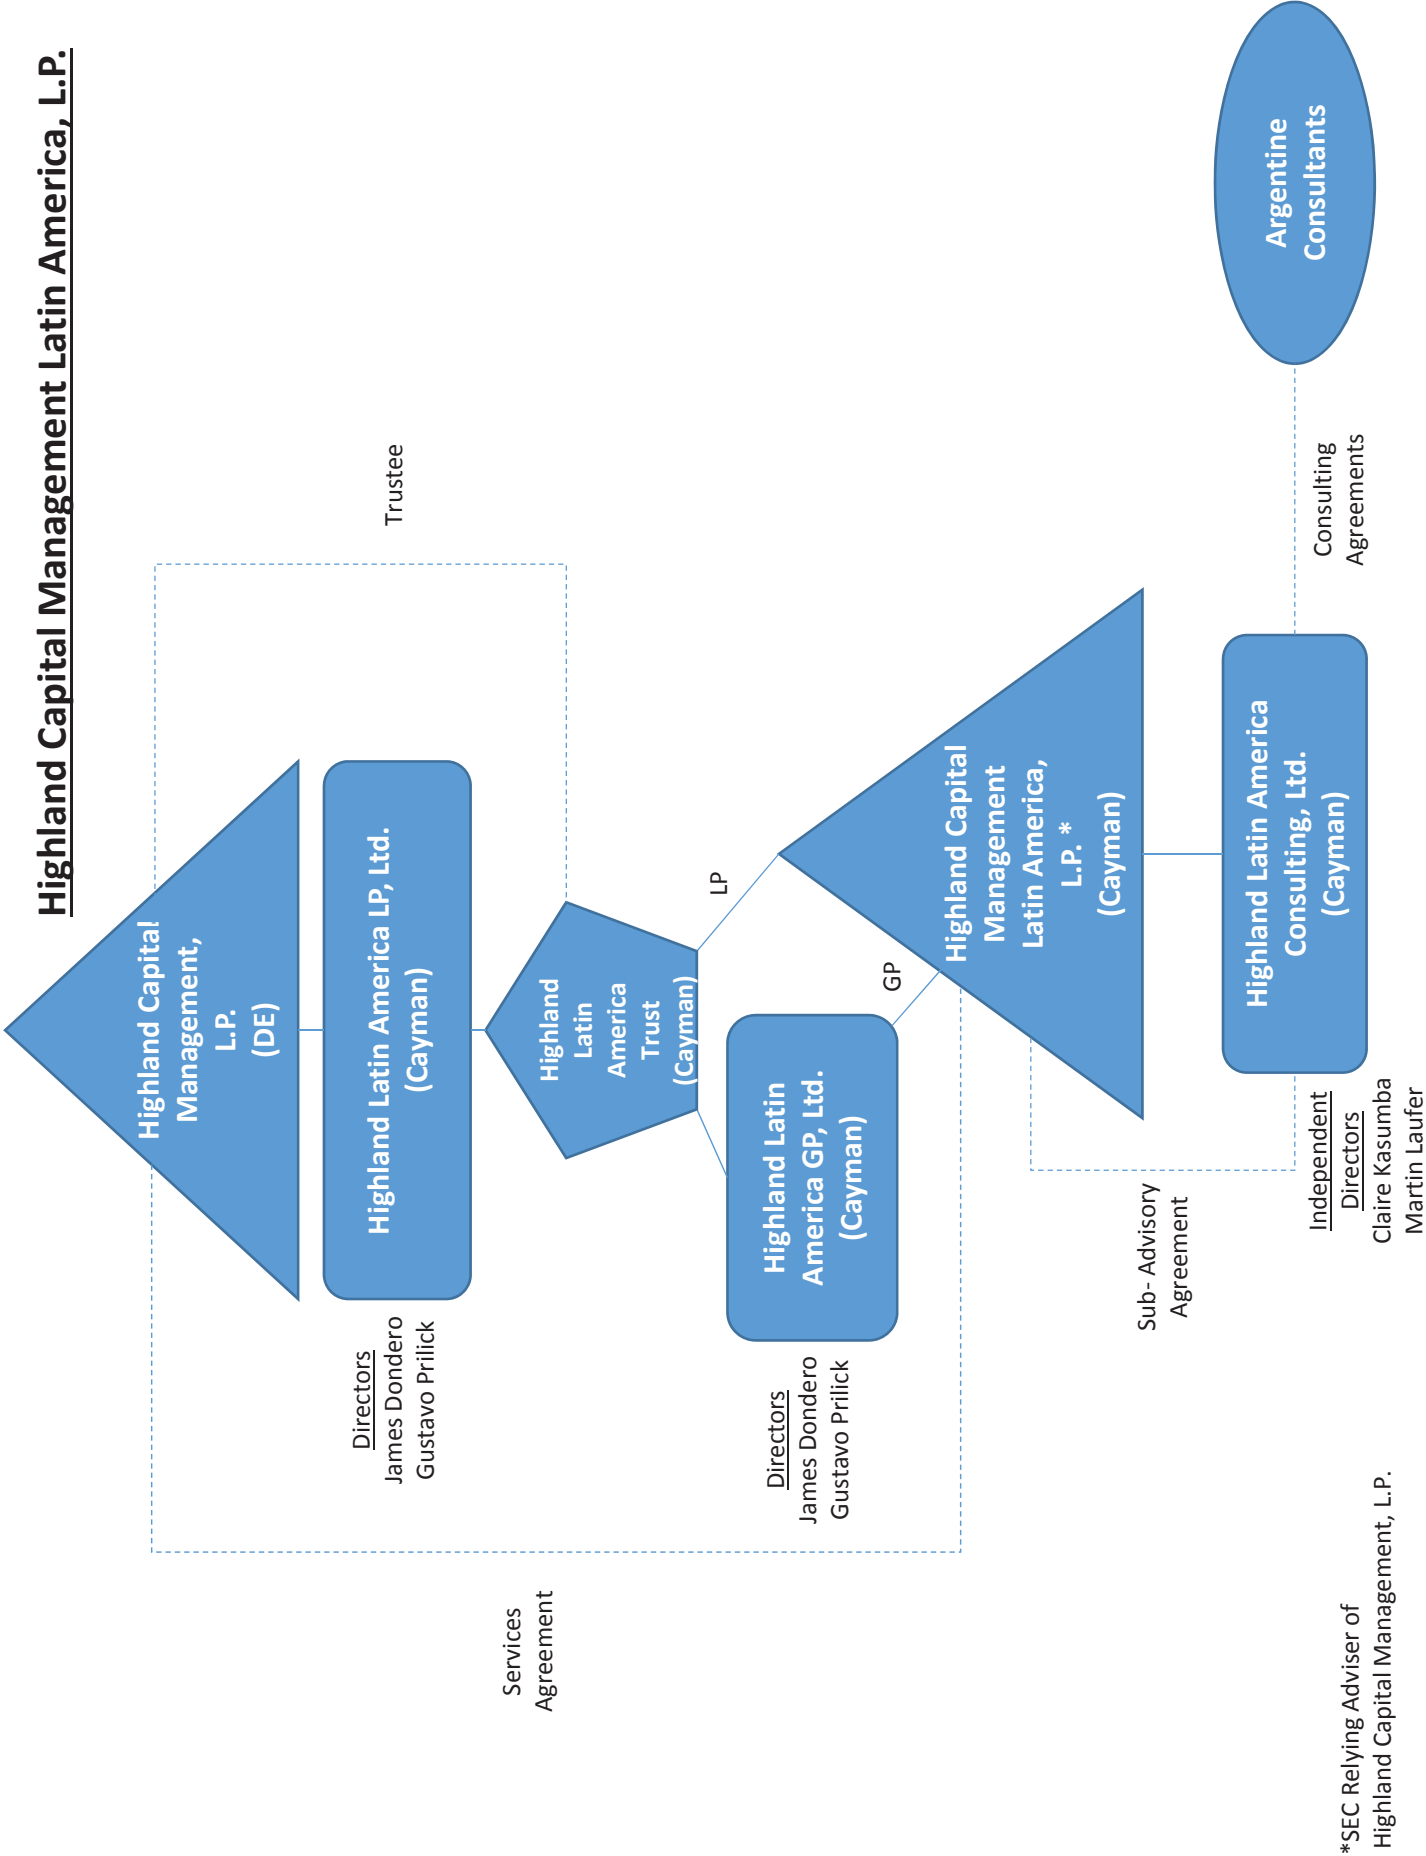 Highland Capital Management Latin America, L.P.
Highland Capital
Management,
L.P.
(DE)
Trustee
Directors
James Dondero
Gustavo Prilick
Highland Latin America LP, Ltd.
(Cayman)
Services
Agreement
Highland
Latin
America
Trust
(Cayman)
LP
Directors
James Dondero
Gustavo Prilick
Highland Latin
America GP, Ltd.
(Cayman)
GP
Highland Capital
Management
Latin America,
L.P. *
(Cayman)
Sub- Advisory
Agreement
Highland Latin America
Consulting, Ltd.
(Cayman)
Consulting
Agreements
Argentine
Consultants
Independent
Directors
Claire Kasumba
Martin Laufer
*SEC Relying Adviser of
Highland Capital Management, L.P.